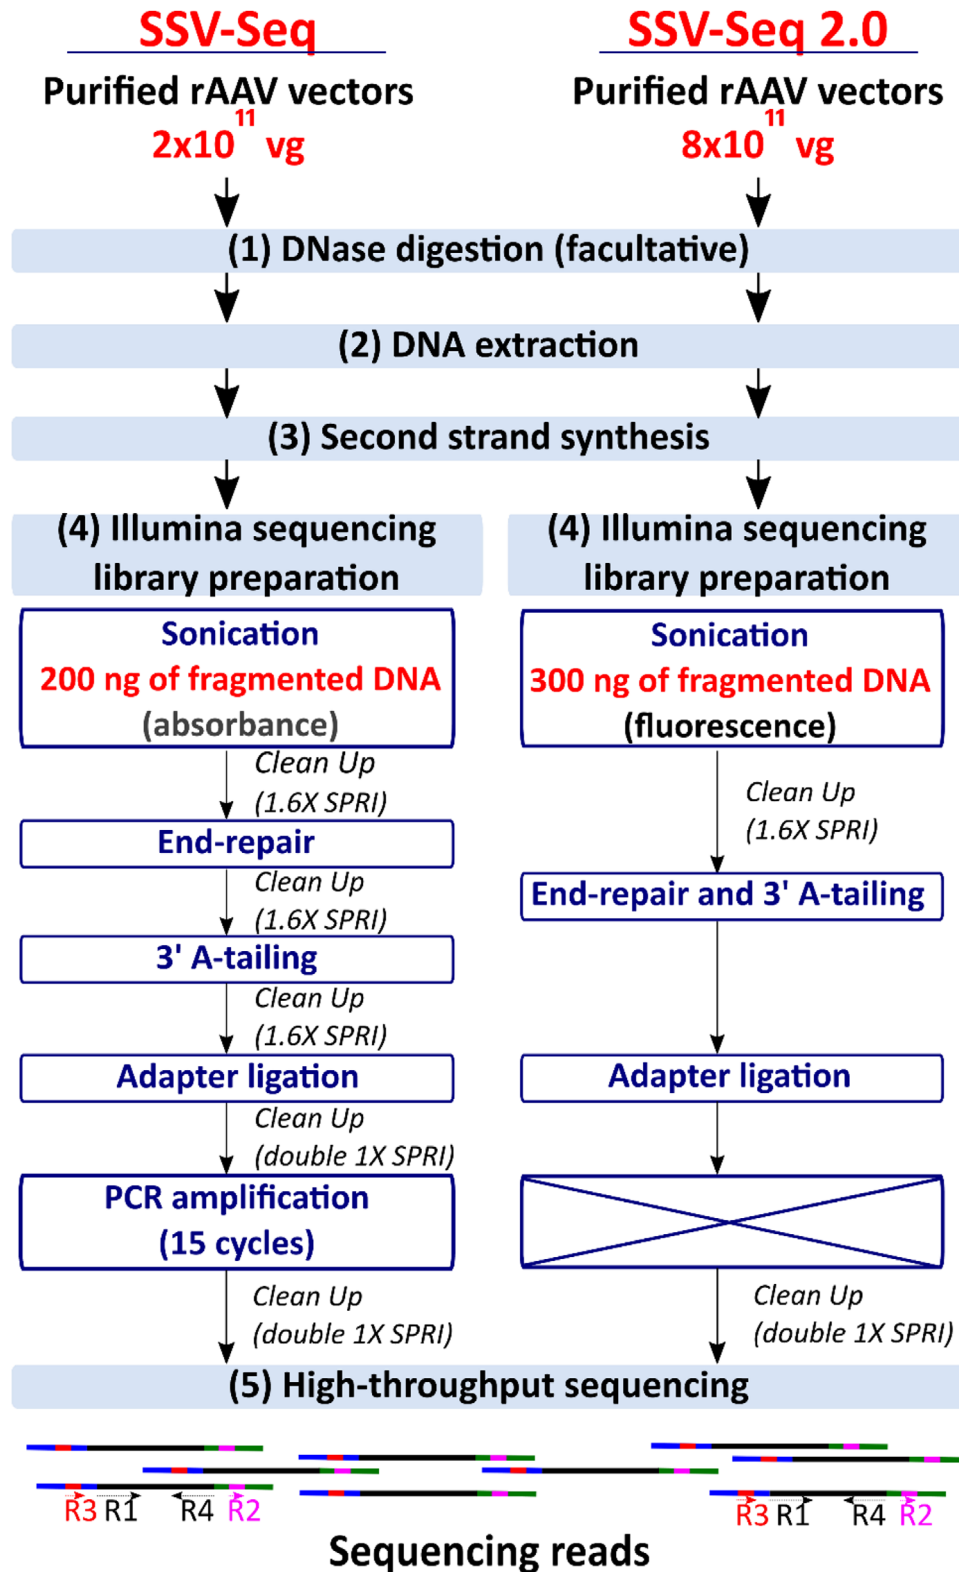 SSV-Seq
SSV-Seq 2.0
Purified rAAV vectors
Purified rAAV vectors
2x10^11 vg
8x10^11 vg
(1) DNase digestion (facultative)
(2) DNA extraction
(3) Second strand synthesis
(4) Illumina sequencing
library preparation
Sonication
200 ng of fragmented DNA
(absorbance)
Clean Up
(1.6X SPRI)
End-repair
Clean Up
(1.6X SPRI)
3' A-tailing
Clean Up
(1.6X SPRI)
Adapter ligation
Clean Up
(double 1X SPRI)
PCR amplification
(15 cycles)
Clean Up
(double 1X SPRI)
(4) Illumina sequencing
library preparation
Sonication
300 ng of fragmented DNA
(fluorescence)
Clean Up
(1.6X SPRI)
End-repair and 3' A-tailing
Adapter ligation
Clean Up
(double 1X SPRI)
(5) High-throughput sequencing
R3 R1 R4 R2
R3 R1 R4 R2
Sequencing reads